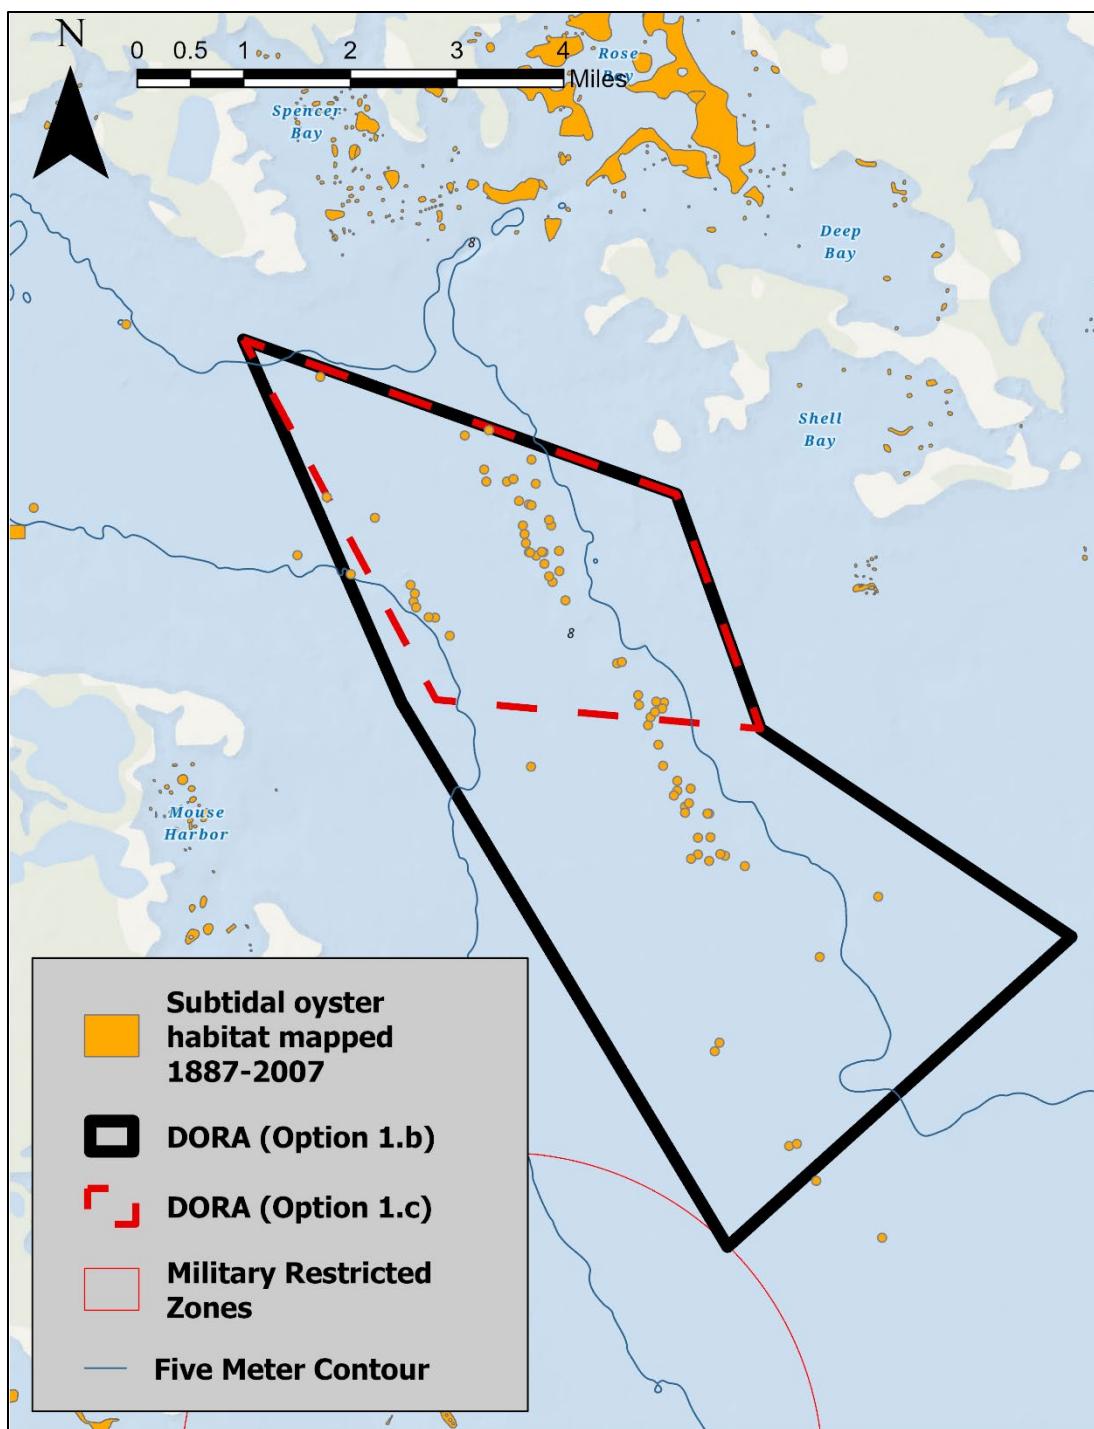 N
0 0.5 1 2 3 4
Miles
Rose
Bay
Spencer
Bay
8
Deep
Bay
Shell
Bay
8
Mouse
Harbor
Subtidal oyster
habitat mapped
1887-2007
DORA (Option 1.b)
DORA (Option 1.c)
Military Restricted
Zones
Five Meter Contour